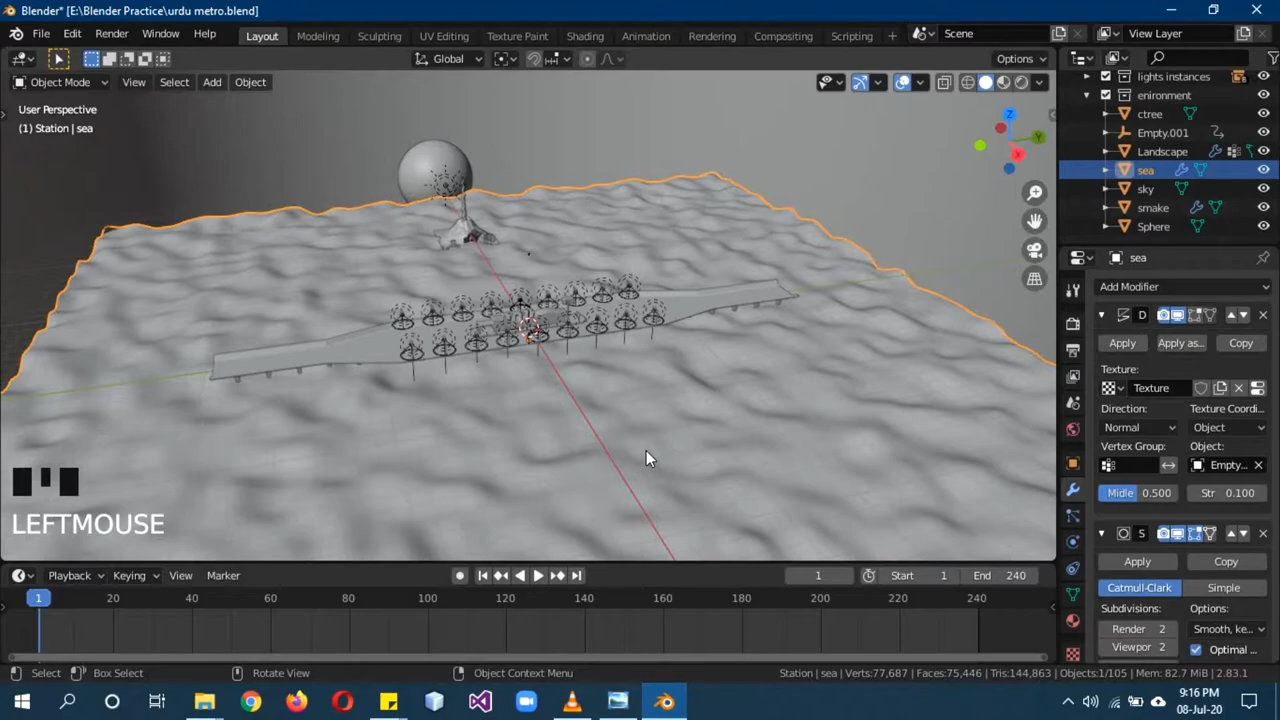 Blender* [E:\Blender Practice\urdu metro.blend]
File Edit Render Window Help Layout Modeling Sculpting UV Editing Texture Paint Shading Animation Rendering Compositing Scripting + Scene View Layer
Global Options
Object Mode View Select Add Object
User Perspective
(1) Station | sea
Z
Y
X
lights instances
enironment
ctree
Empty.001
Landscape
sea
sky
smake
Sphere
sea
Add Modifier
D
Apply Apply as... Copy
Texture:
Texture
Direction: Texture Coordi...
Normal Object
Vertex Group: Object:
Empty...
Midle 0.500 Str 0.100
S
Apply Copy
Catmull-Clark Simple
Subdivisions: Options:
Render 2 Smooth, ke...
Viewpor 2 Optimal ...
LEFTMOUSE
Playback Keying View Marker 1 Start 1 End 240
1 20 40 60 80 100 120 140 160 180 200 220 240
Select Box Select Rotate View Object Context Menu Station | sea | Verts:77,687 | Faces:75,446 | Tris:144,863 | Objects:1/105 | Mem: 82.7 MiB | 2.83.1
9:16 PM
08-Jul-20